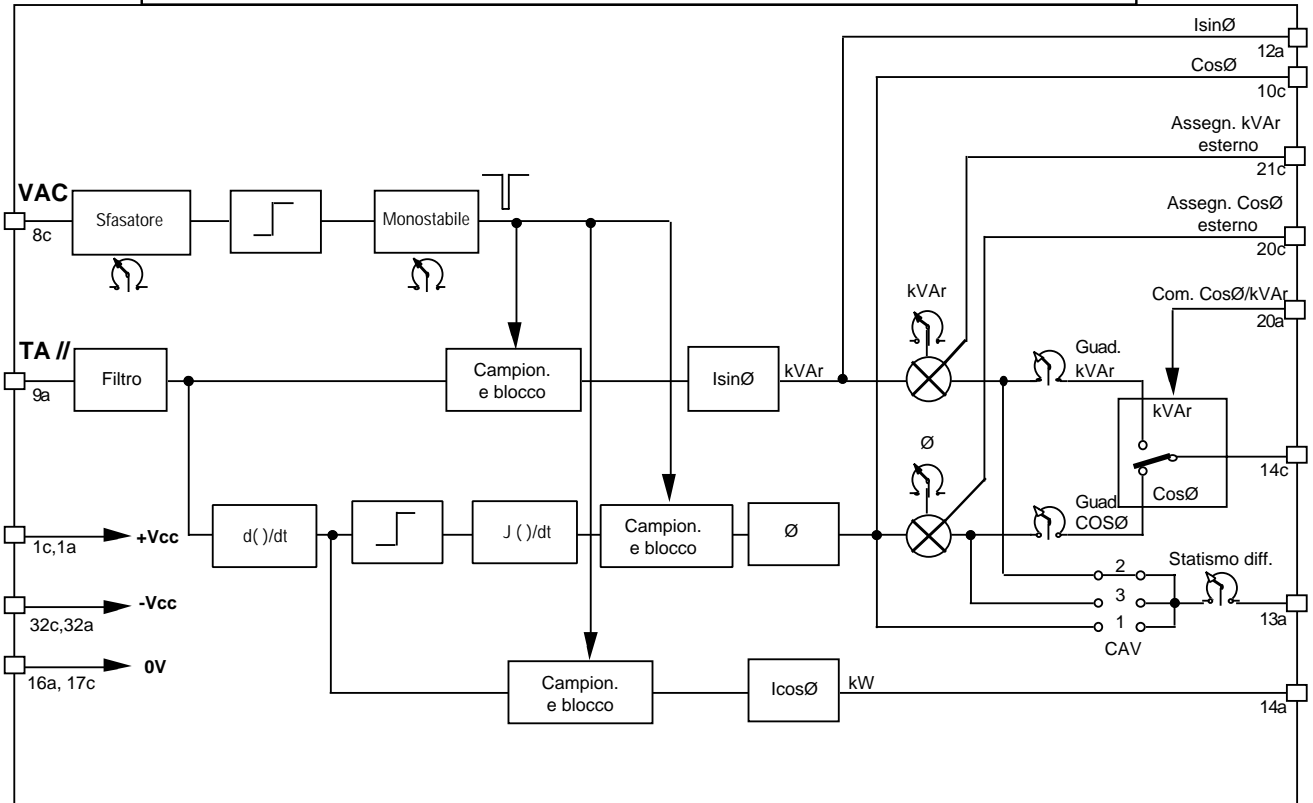 IsinØ
12a
CosØ
10c
Assegn. kVAr
esterno
21c
Assegn. CosØ
esterno
20c
Com. CosØ/kVAr
20a
VAC
8c
Sfasatore
Monostabile
kVAr
TA //
9a
Filtro
Campion.
e blocco
IsinØ
kVAr
Guad.
kVAr
kVAr
CosØ
14c
Ø
Guad.
COSØ
1c,1a
+Vcc
d( )/dt
J ( )/dt
Campion.
e blocco
Ø
32c,32a
-Vcc
2
3
1
CAV
Statismo diff.
13a
16a, 17c
0V
Campion.
e blocco
IcosØ
kW
14a